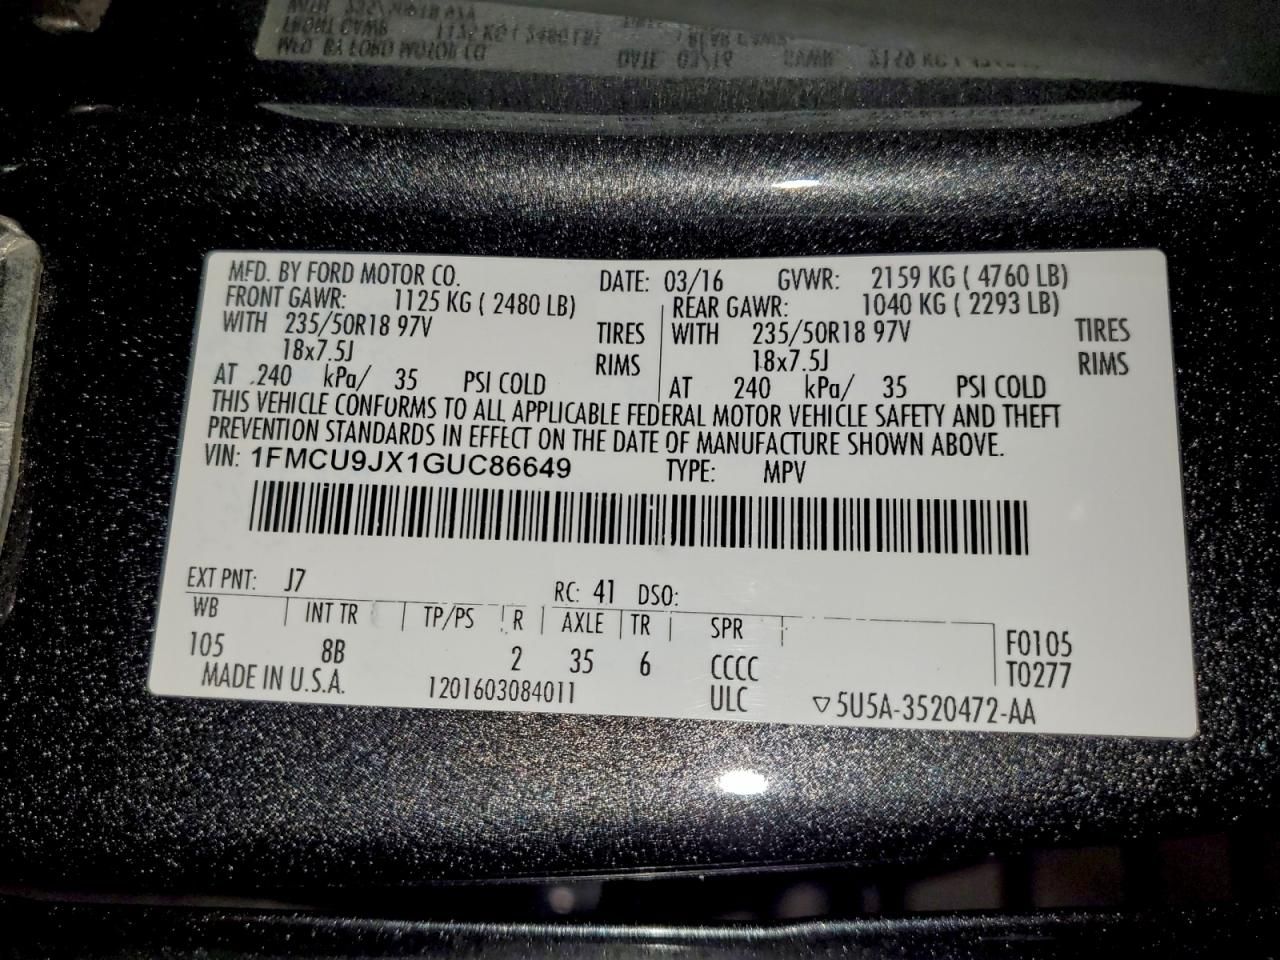 MFD. BY FORD MOTOR CO. DATE: 03/16 GVWR: 2159 KG ( 4760 LB)
FRONT GAWR: 1125 KG ( 2480 LB) REAR GAWR: 1040 KG ( 2293 LB)
WITH 235/50R18 97V TIRES WITH 235/50R18 97V TIRES
18x7.5J RIMS 18x7.5J RIMS
AT 240 kPa/ 35 PSI COLD AT 240 kPa/ 35 PSI COLD
THIS VEHICLE CONFORMS TO ALL APPLICABLE FEDERAL MOTOR VEHICLE SAFETY AND THEFT
PREVENTION STANDARDS IN EFFECT ON THE DATE OF MANUFACTURE SHOWN ABOVE.
VIN: 1FMCU9JX1GUC86649 TYPE: MPV
EXT PNT: J7 RC: 41 DSO:
WB INT TR TP/PS R AXLE TR SPR
105 8B 2 35 6 CCCC F0105
T0277
MADE IN U.S.A. 1201603084011 ULC ▽5U5A-3520472-AA